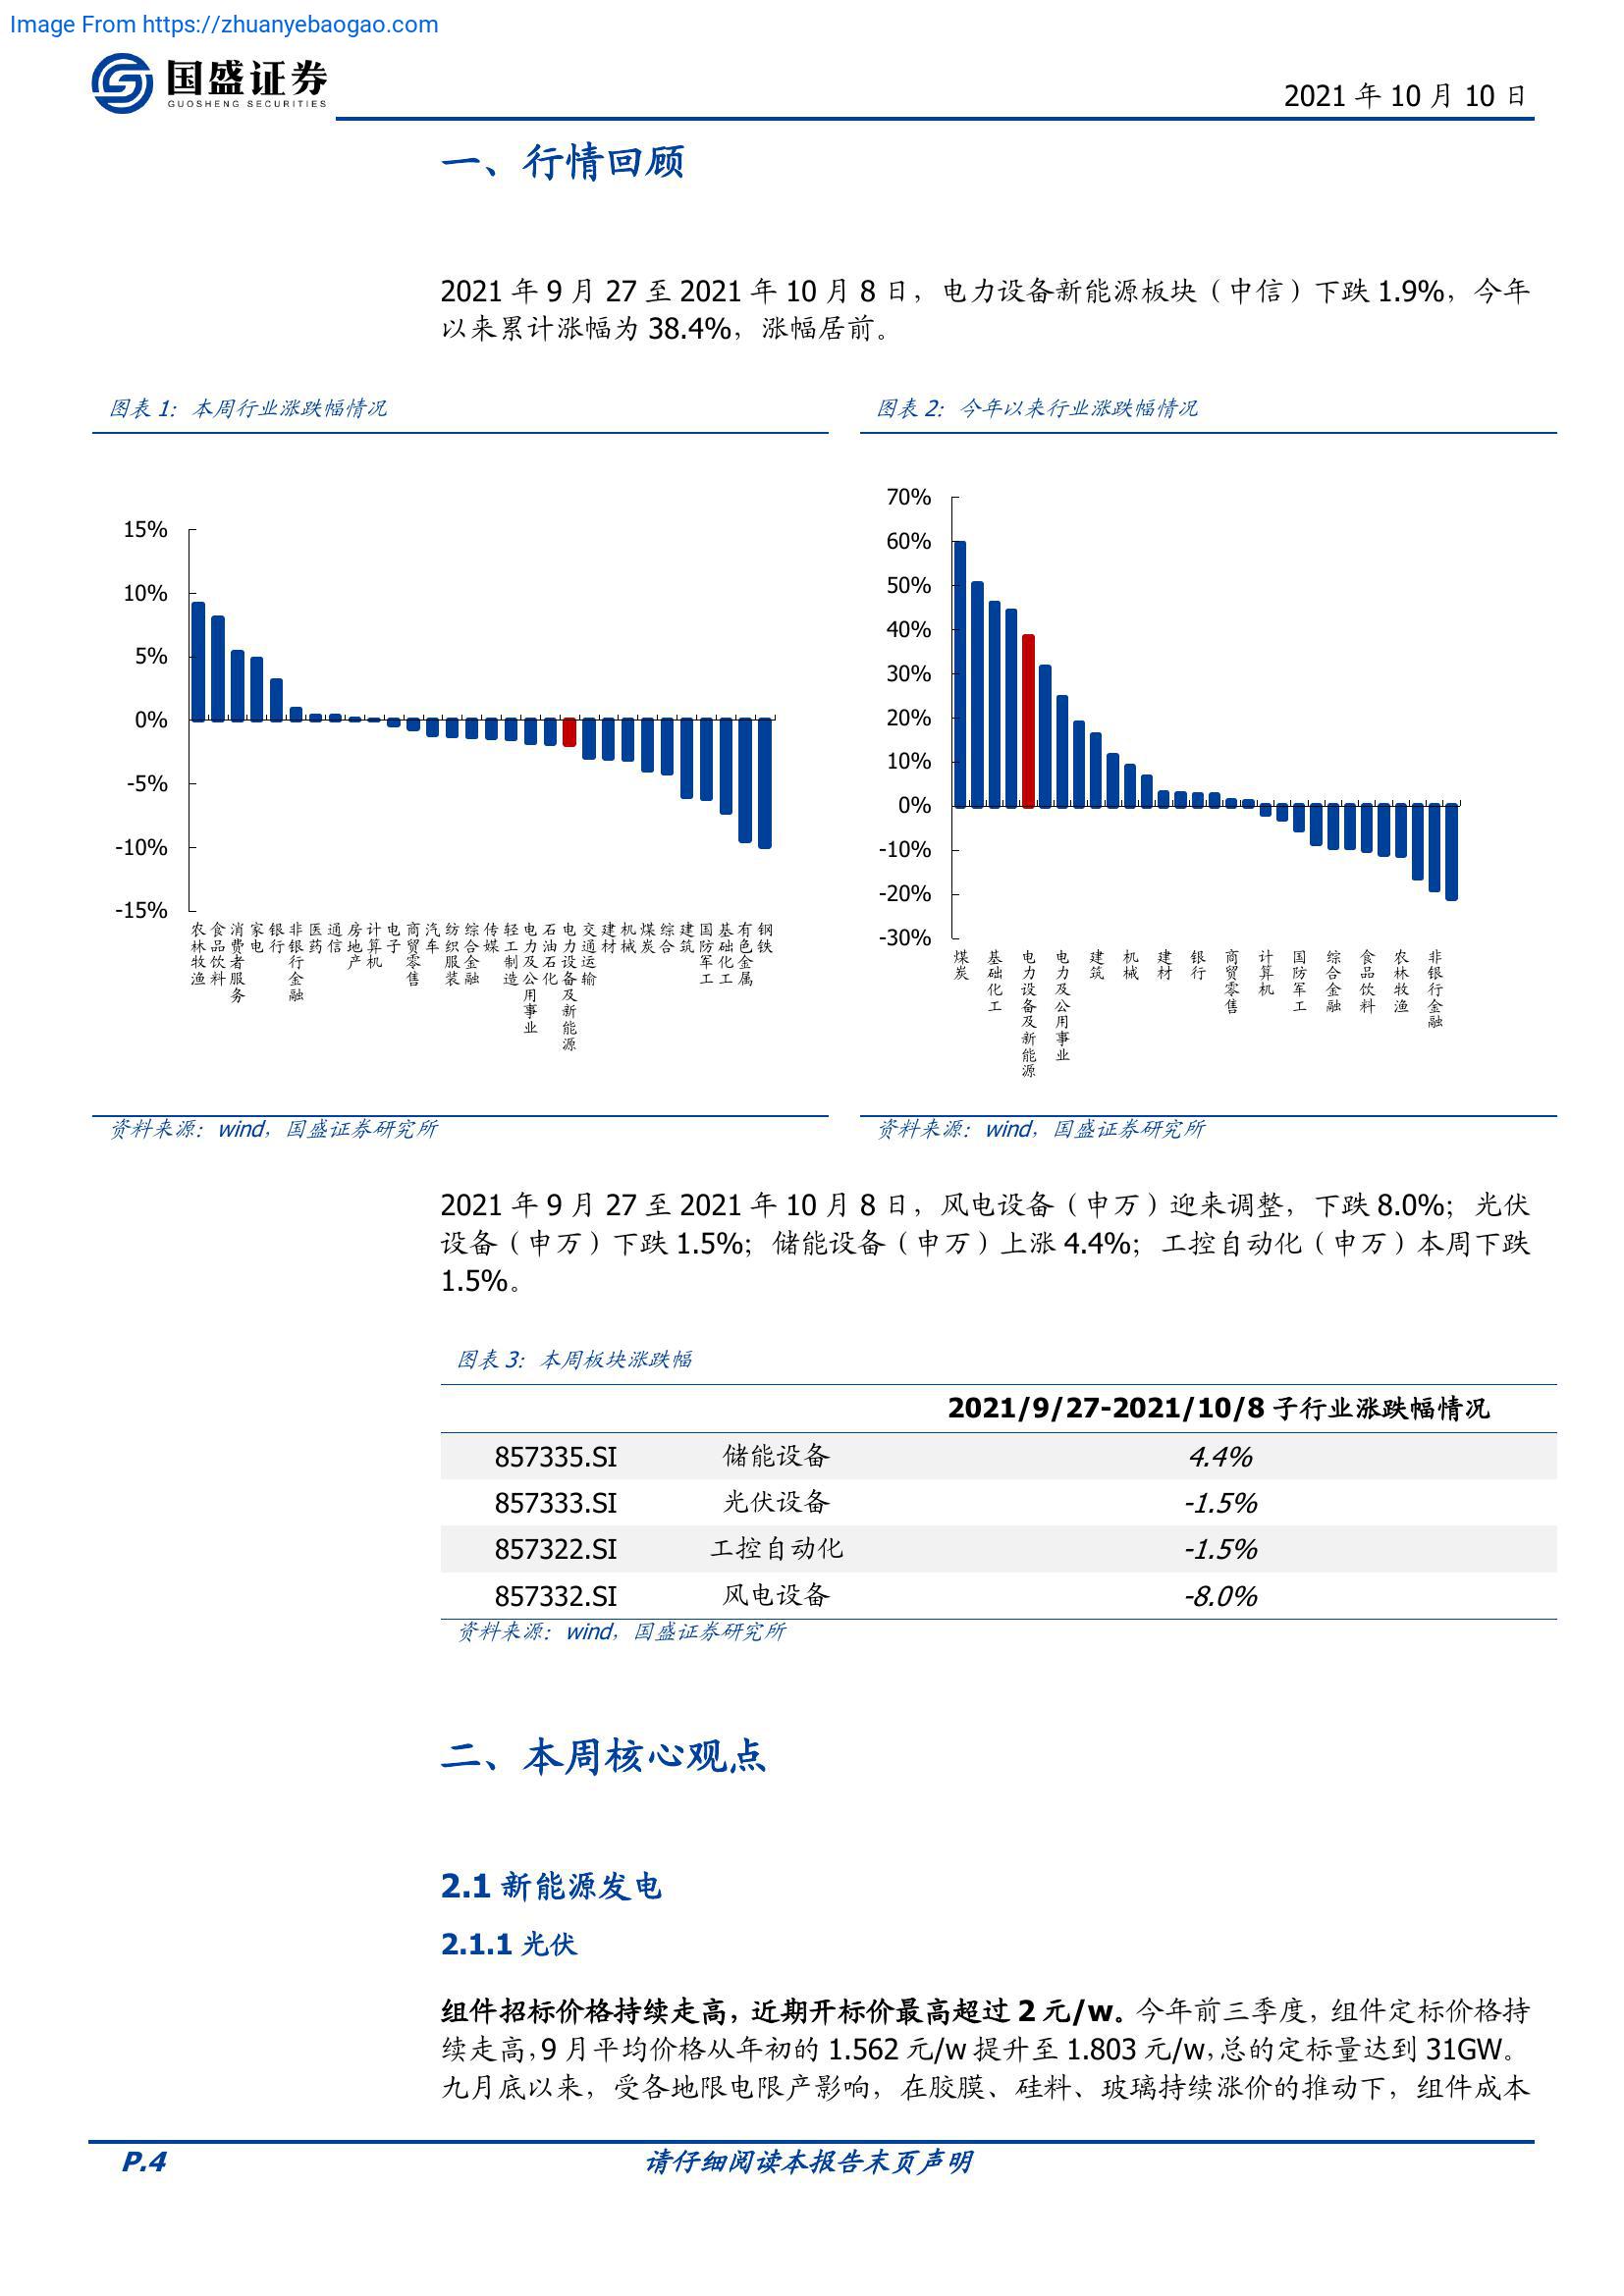 Image From https://zhuanyebaogao.com
国盛证券
GUOSHENG SECURITIES
2021 年 10 月 10 日
一、行情回顾
2021 年 9 月 27 至 2021 年 10 月 8 日，电力设备新能源板块（中信）下跌 1.9%，今年
以来累计涨幅为 38.4%，涨幅居前。
图表 1：本周行业涨跌幅情况
15%
10%
5%
0%
-5%
-10%
-15%
农林牧渔
食品饮料
消费者服务
家电
银行
非银行金融
医药
通信
房地产
计算机
电子
商贸零售
汽车
纺织服装
综合金融
传媒
轻工制造
电力及公用事业
石油石化
电力设备及新能源
交通运输
建材
机械
煤炭
综合
建筑
国防军工
基础化工
有色金属
钢铁
资料来源：wind，国盛证券研究所
图表 2：今年以来行业涨跌幅情况
70%
60%
50%
40%
30%
20%
10%
0%
-10%
-20%
-30%
煤炭
基础化工
电力设备及新能源
电力及公用事业
建筑
机械
建材
银行
商贸零售
计算机
国防军工
综合金融
食品饮料
农林牧渔
非银行金融
资料来源：wind，国盛证券研究所
2021 年 9 月 27 至 2021 年 10 月 8 日，风电设备（申万）迎来调整，下跌 8.0%；光伏
设备（申万）下跌 1.5%；储能设备（申万）上涨 4.4%；工控自动化（申万）本周下跌
1.5%。
图表 3：本周板块涨跌幅
2021/9/27-2021/10/8 子行业涨跌幅情况
857335.SI 储能设备 4.4%
857333.SI 光伏设备 -1.5%
857322.SI 工控自动化 -1.5%
857332.SI 风电设备 -8.0%
资料来源：wind，国盛证券研究所
二、本周核心观点
2.1 新能源发电
2.1.1 光伏
组件招标价格持续走高，近期开标价最高超过 2 元/w。今年前三季度，组件定标价格持
续走高，9 月平均价格从年初的 1.562 元/w 提升至 1.803 元/w，总的定标量达到 31GW。
九月底以来，受各地限电限产影响，在胶膜、硅料、玻璃持续涨价的推动下，组件成本
P.4
请仔细阅读本报告末页声明